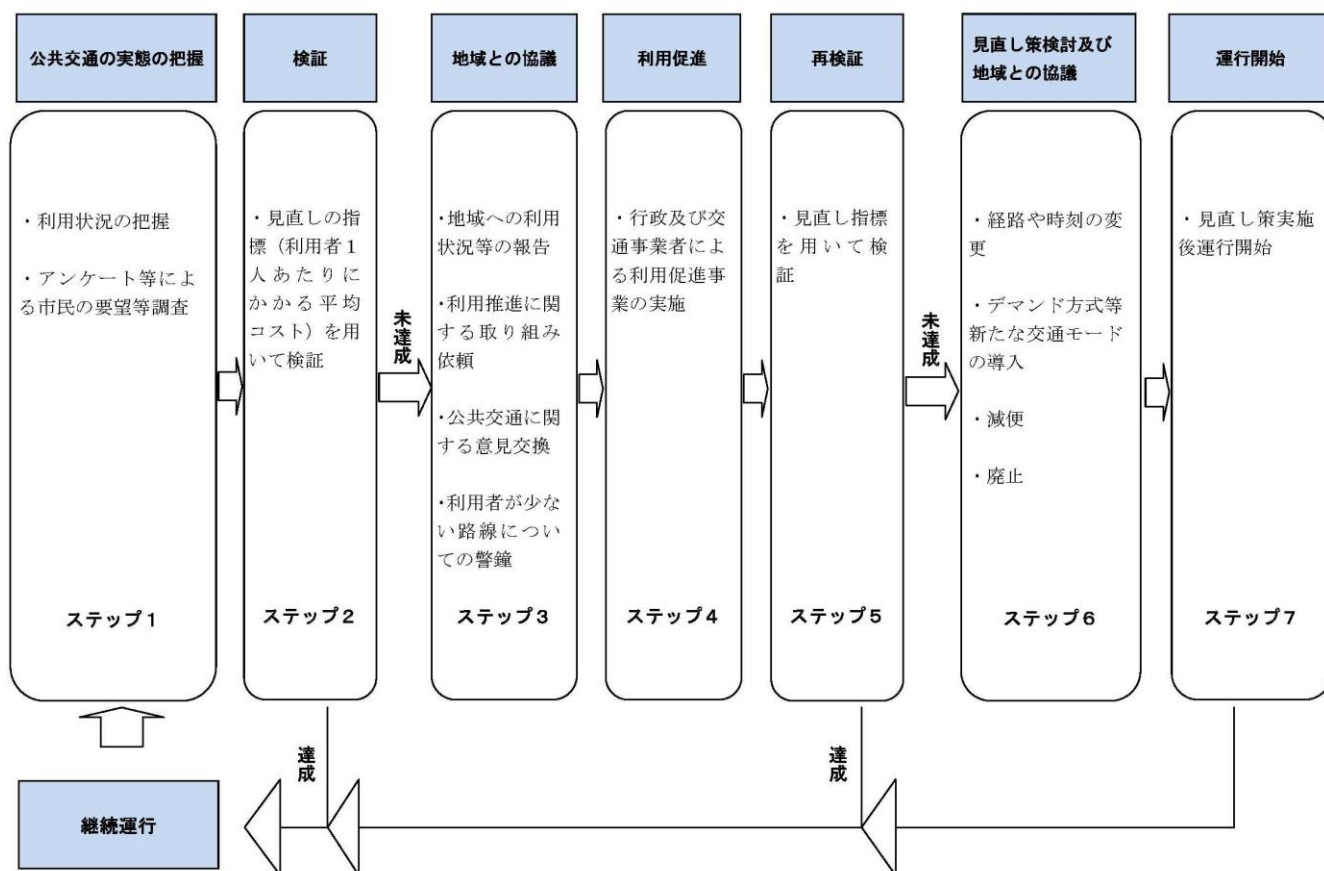 公共交通の実態の把握
検証
地域との協議
利用促進
再検証
見直し策検討及び
地域との協議
運行開始
・利用状況の把握
・アンケート等によ
る市民の要望等調査
ステップ1
・見直しの指
標（利用者1
人あたりに
かかる平均
コスト）を用
いて検証
ステップ2
未達成
・地域への利用
状況等の報告
・利用推進に関
する取り組み
依頼
・公共交通に関
する意見交換
・利用者が少な
い路線につい
ての警鐘
ステップ3
・行政及び交
通事業者によ
る利用促進事
業の実施
ステップ4
・見直し指標
を用いて検
証
ステップ5
未達成
・経路や時刻の変
更
・デマンド方式等
新たな交通モード
の導入
・減便
・廃止
ステップ6
・見直し策実施
後運行開始
ステップ7
達成
達成
継続運行